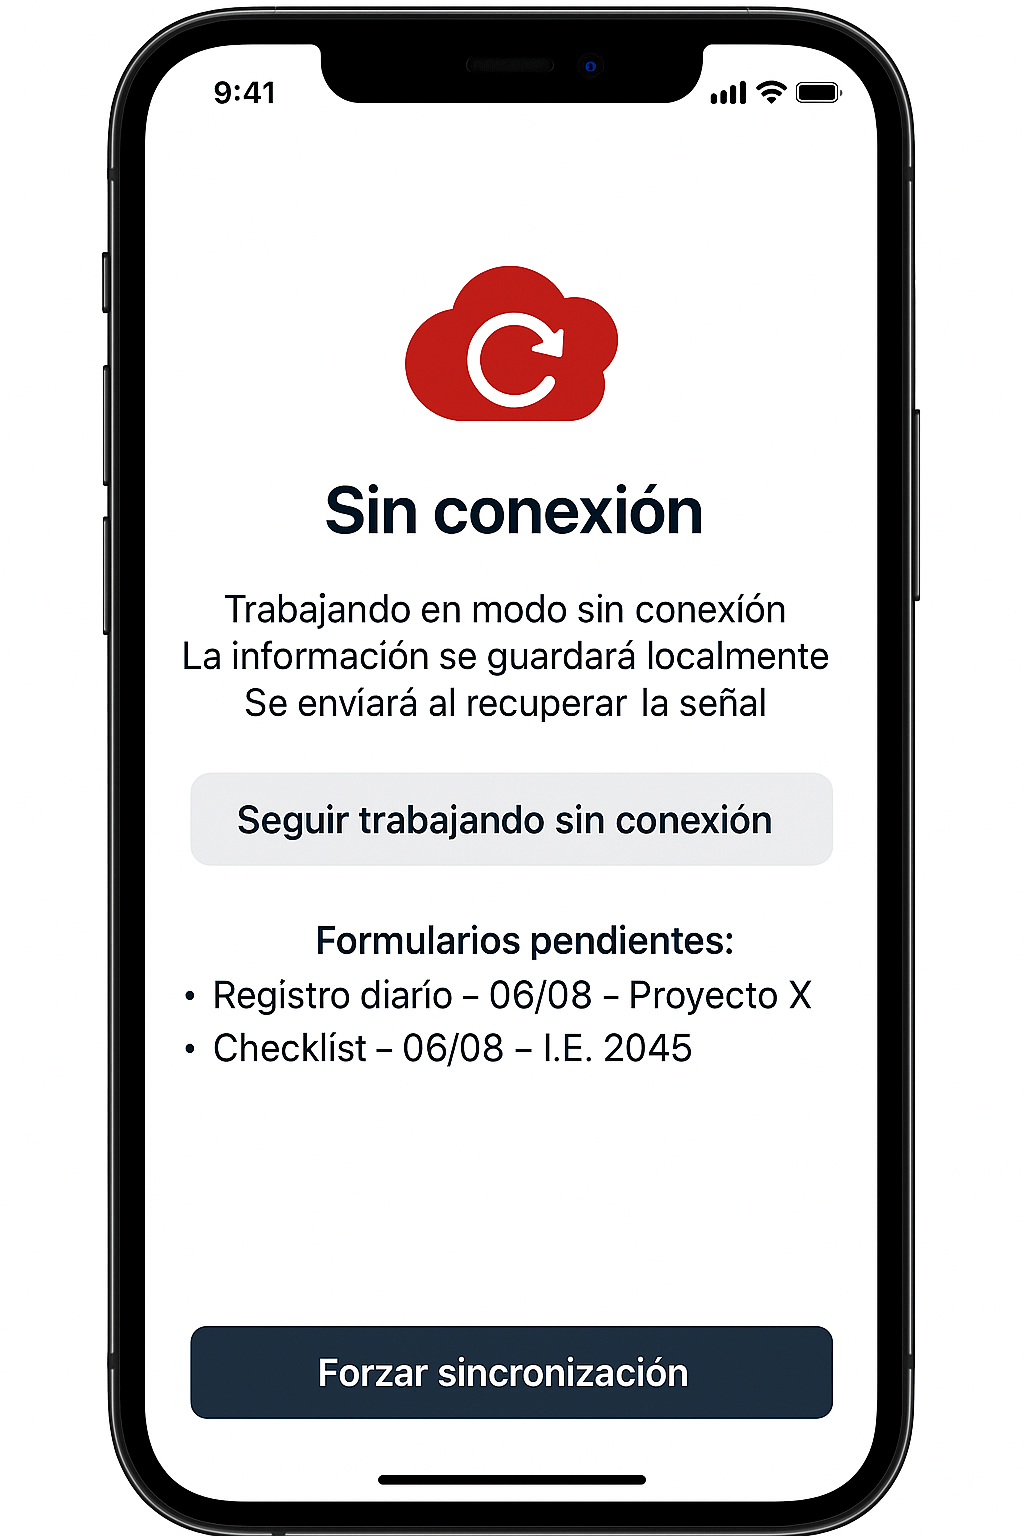 9:41
Sin conexión
Trabajando en modo sin conexíón
La información se guardará localmente
Se envíará al recuperar la señal
Seguir trabajando sin conexión
Formularios pendientes:
• Registro diarío – 06/08 – Proyecto X
• Checklíst – 06/08 – I.E. 2045
Forzar sincronización